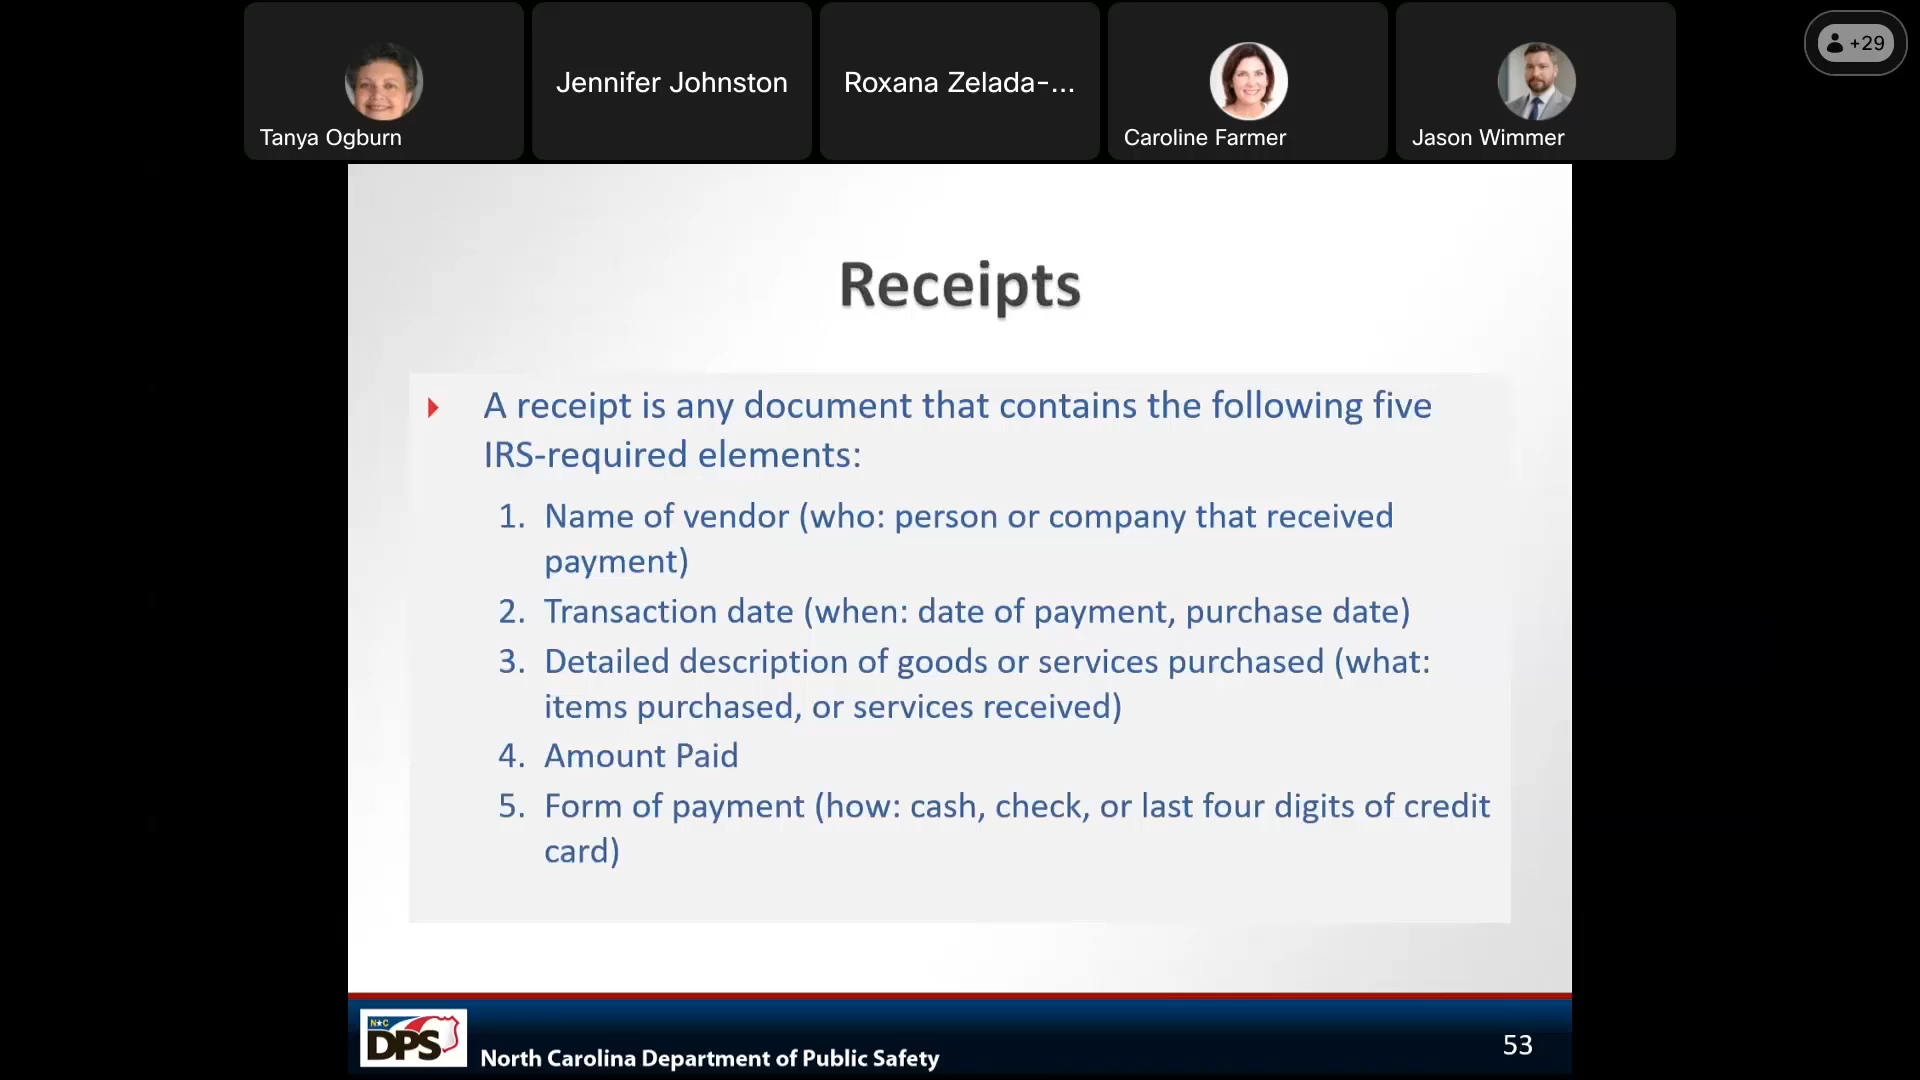 Tanya Ogburn
Jennifer Johnston
Roxana Zelada-...
Caroline Farmer
Jason Wimmer
+29
Receipts
A receipt is any document that contains the following five
IRS-required elements:
1. Name of vendor (who: person or company that received
payment)
2. Transaction date (when: date of payment, purchase date)
3. Detailed description of goods or services purchased (what:
items purchased, or services received)
4. Amount Paid
5. Form of payment (how: cash, check, or last four digits of credit
card)
N★C
DPS
North Carolina Department of Public Safety
53